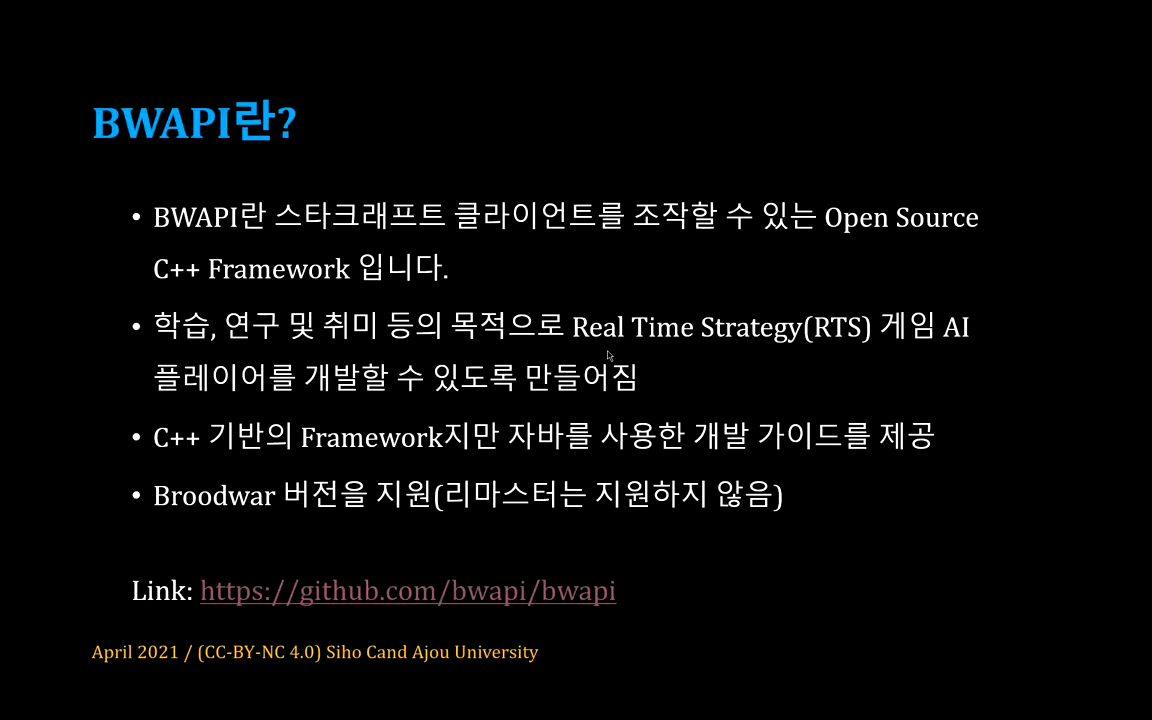 BWAPI란?
• BWAPI란 스타크래프트 클라이언트를 조작할 수 있는 Open Source
C++ Framework 입니다.
• 학습, 연구 및 취미 등의 목적으로 Real Time Strategy(RTS) 게임 AI
플레이어를 개발할 수 있도록 만들어짐
• C++ 기반의 Framework지만 자바를 사용한 개발 가이드를 제공
• Broodwar 버전을 지원(리마스터는 지원하지 않음)
Link: https://github.com/bwapi/bwapi
April 2021 / (CC-BY-NC 4.0) Siho Cand Ajou University